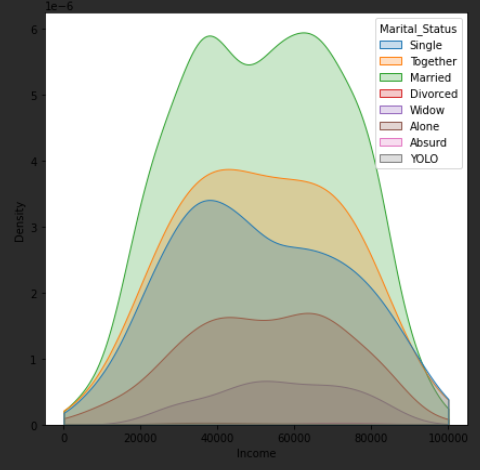 1e−6
6
5
4
3
2
1
0
Density
Marital_Status
Single
Together
Married
Divorced
Widow
Alone
Absurd
YOLO
0 20000 40000 60000 80000 100000
Income